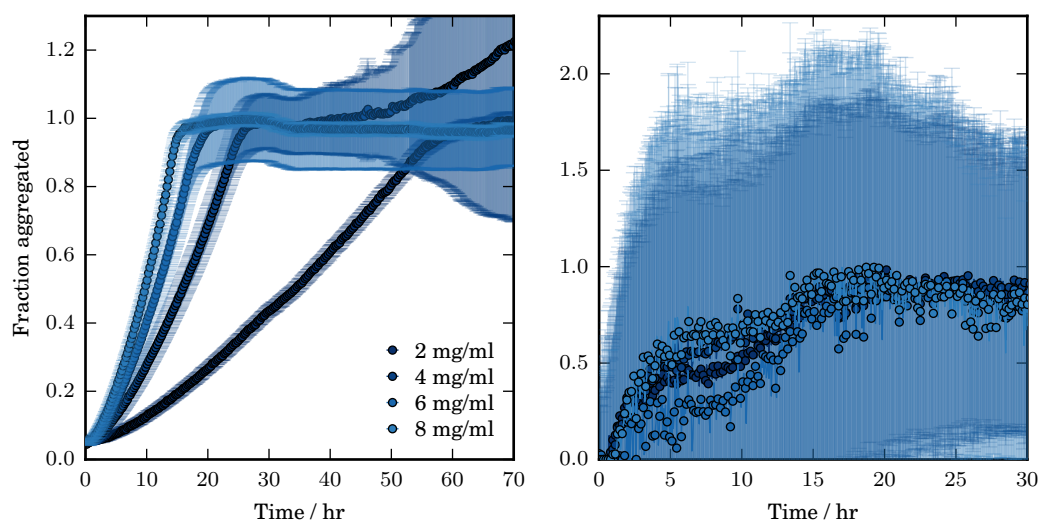 Fraction aggregated
1.2
1.0
0.8
0.6
0.4
0.2
0.0
0 10 20 30 40 50 60 70
Time / hr
2 mg/ml
4 mg/ml
6 mg/ml
8 mg/ml
2.0
1.5
1.0
0.5
0.0
0 5 10 15 20 25 30
Time / hr